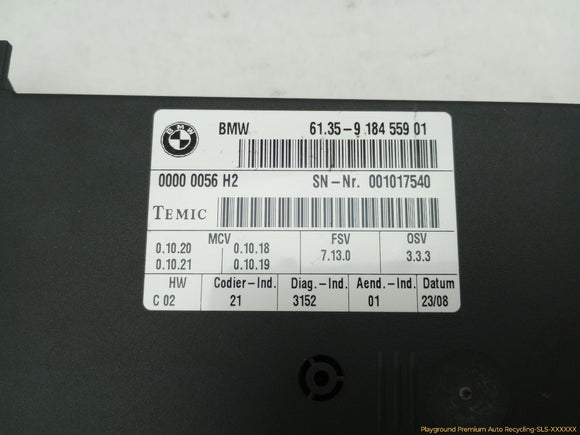 BMW
BMW 61.35-9 184 559 01
0000 0056 H2 SN-Nr. 001017540
TEMIC
MCV FSV OSV
0.10.20 0.10.18 7.13.0 3.3.3
0.10.21 0.10.19
HW Codier-Ind. Diag.-Ind. Aend.-Ind Datum
C 02 21 3152 01 23/08
Playground Premium Auto Recycling-SLS-XXXXXX